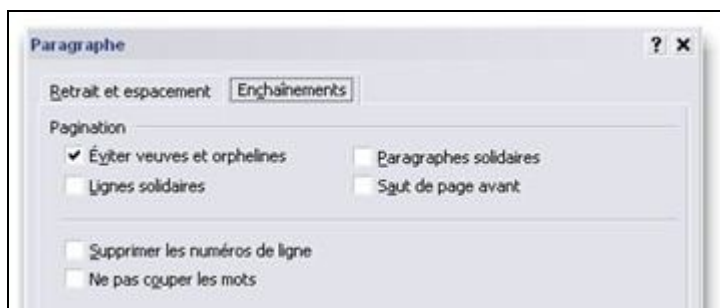 Paragraphe ? x
Retrait et espacement Enchaînements
Pagination
Éviter veuves et orphelines Paragraphes solidaires
Lignes solidaires Saut de page avant
Supprimer les numéros de ligne
Ne pas couper les mots